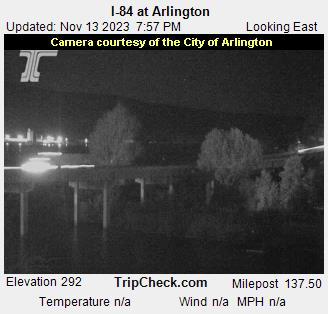 I-84 at Arlington
Updated: Nov 13 2023 7:57 PM Looking East
Camera courtesy of the City of Arlington
Elevation 292 TripCheck.com Milepost 137.50
Temperature n/a Wind n/a MPH n/a